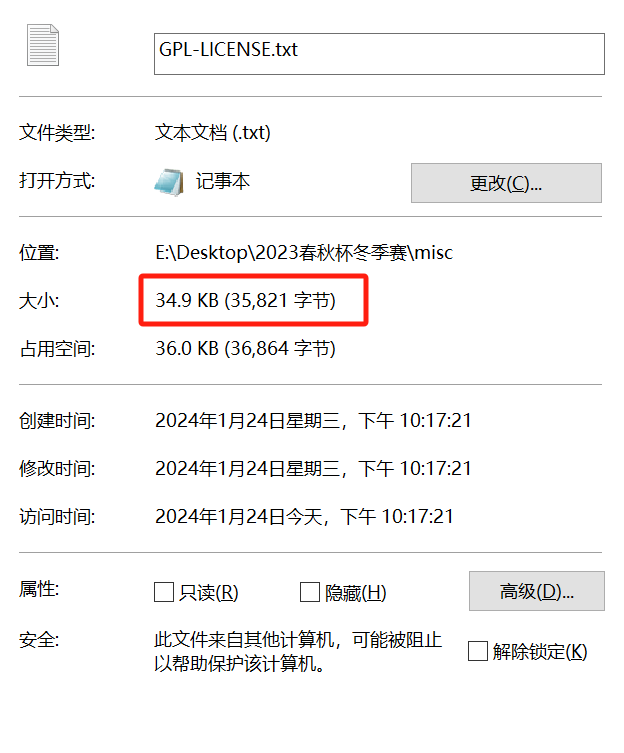 GPL-LICENSE.txt
文件类型: 文本文档 (.txt)
打开方式: 记事本 更改(C)...
位置: E:\Desktop\2023春秋杯冬季赛\misc
大小: 34.9 KB (35,821 字节)
占用空间: 36.0 KB (36,864 字节)
创建时间: 2024年1月24日星期三，下午 10:17:21
修改时间: 2024年1月24日星期三，下午 10:17:21
访问时间: 2024年1月24日今天，下午 10:17:21
属性: 只读(R) 隐藏(H) 高级(D)...
安全: 此文件来自其他计算机，可能被阻止
以帮助保护该计算机。 解除锁定(K)